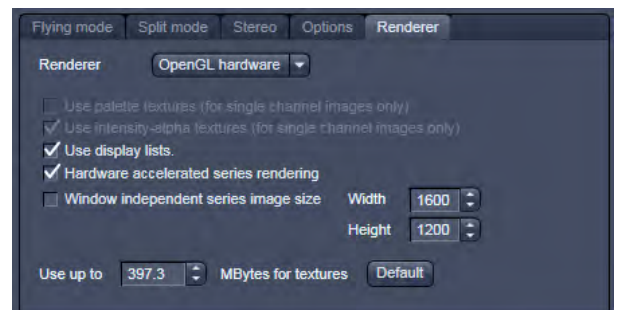 Flying mode Split mode Stereo Options Renderer
Renderer OpenGL hardware
Use palette textures (for single channel images only)
Use intensity-alpha textures (for single channel images only)
Use display lists.
Hardware accelerated series rendering
Window independent series image size Width 1600
Height 1200
Use up to 397.3 MBytes for textures Default